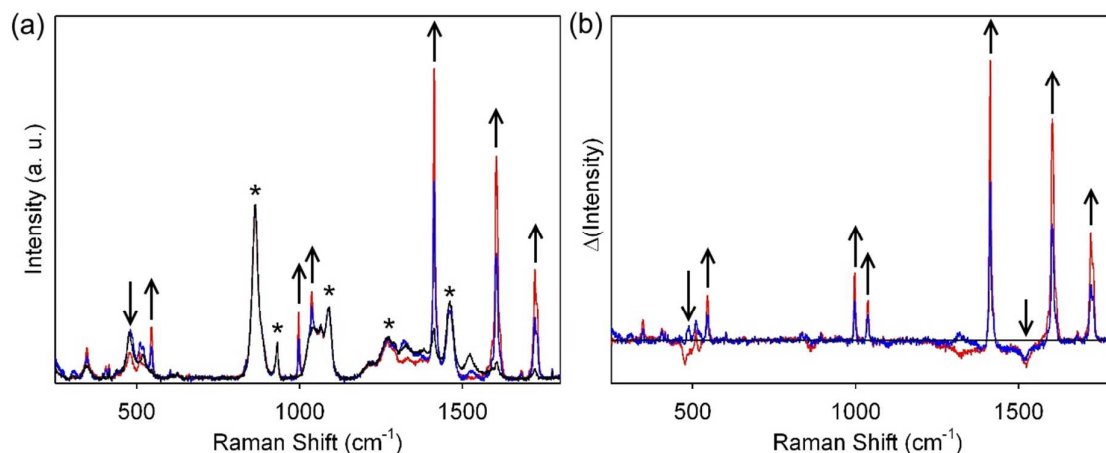 (a)
Intensity (a. u.)
*
*
*
*
*
500
1000
1500
Raman Shift (cm⁻¹)
(b)
Δ(Intensity)
500
1000
1500
Raman Shift (cm⁻¹)